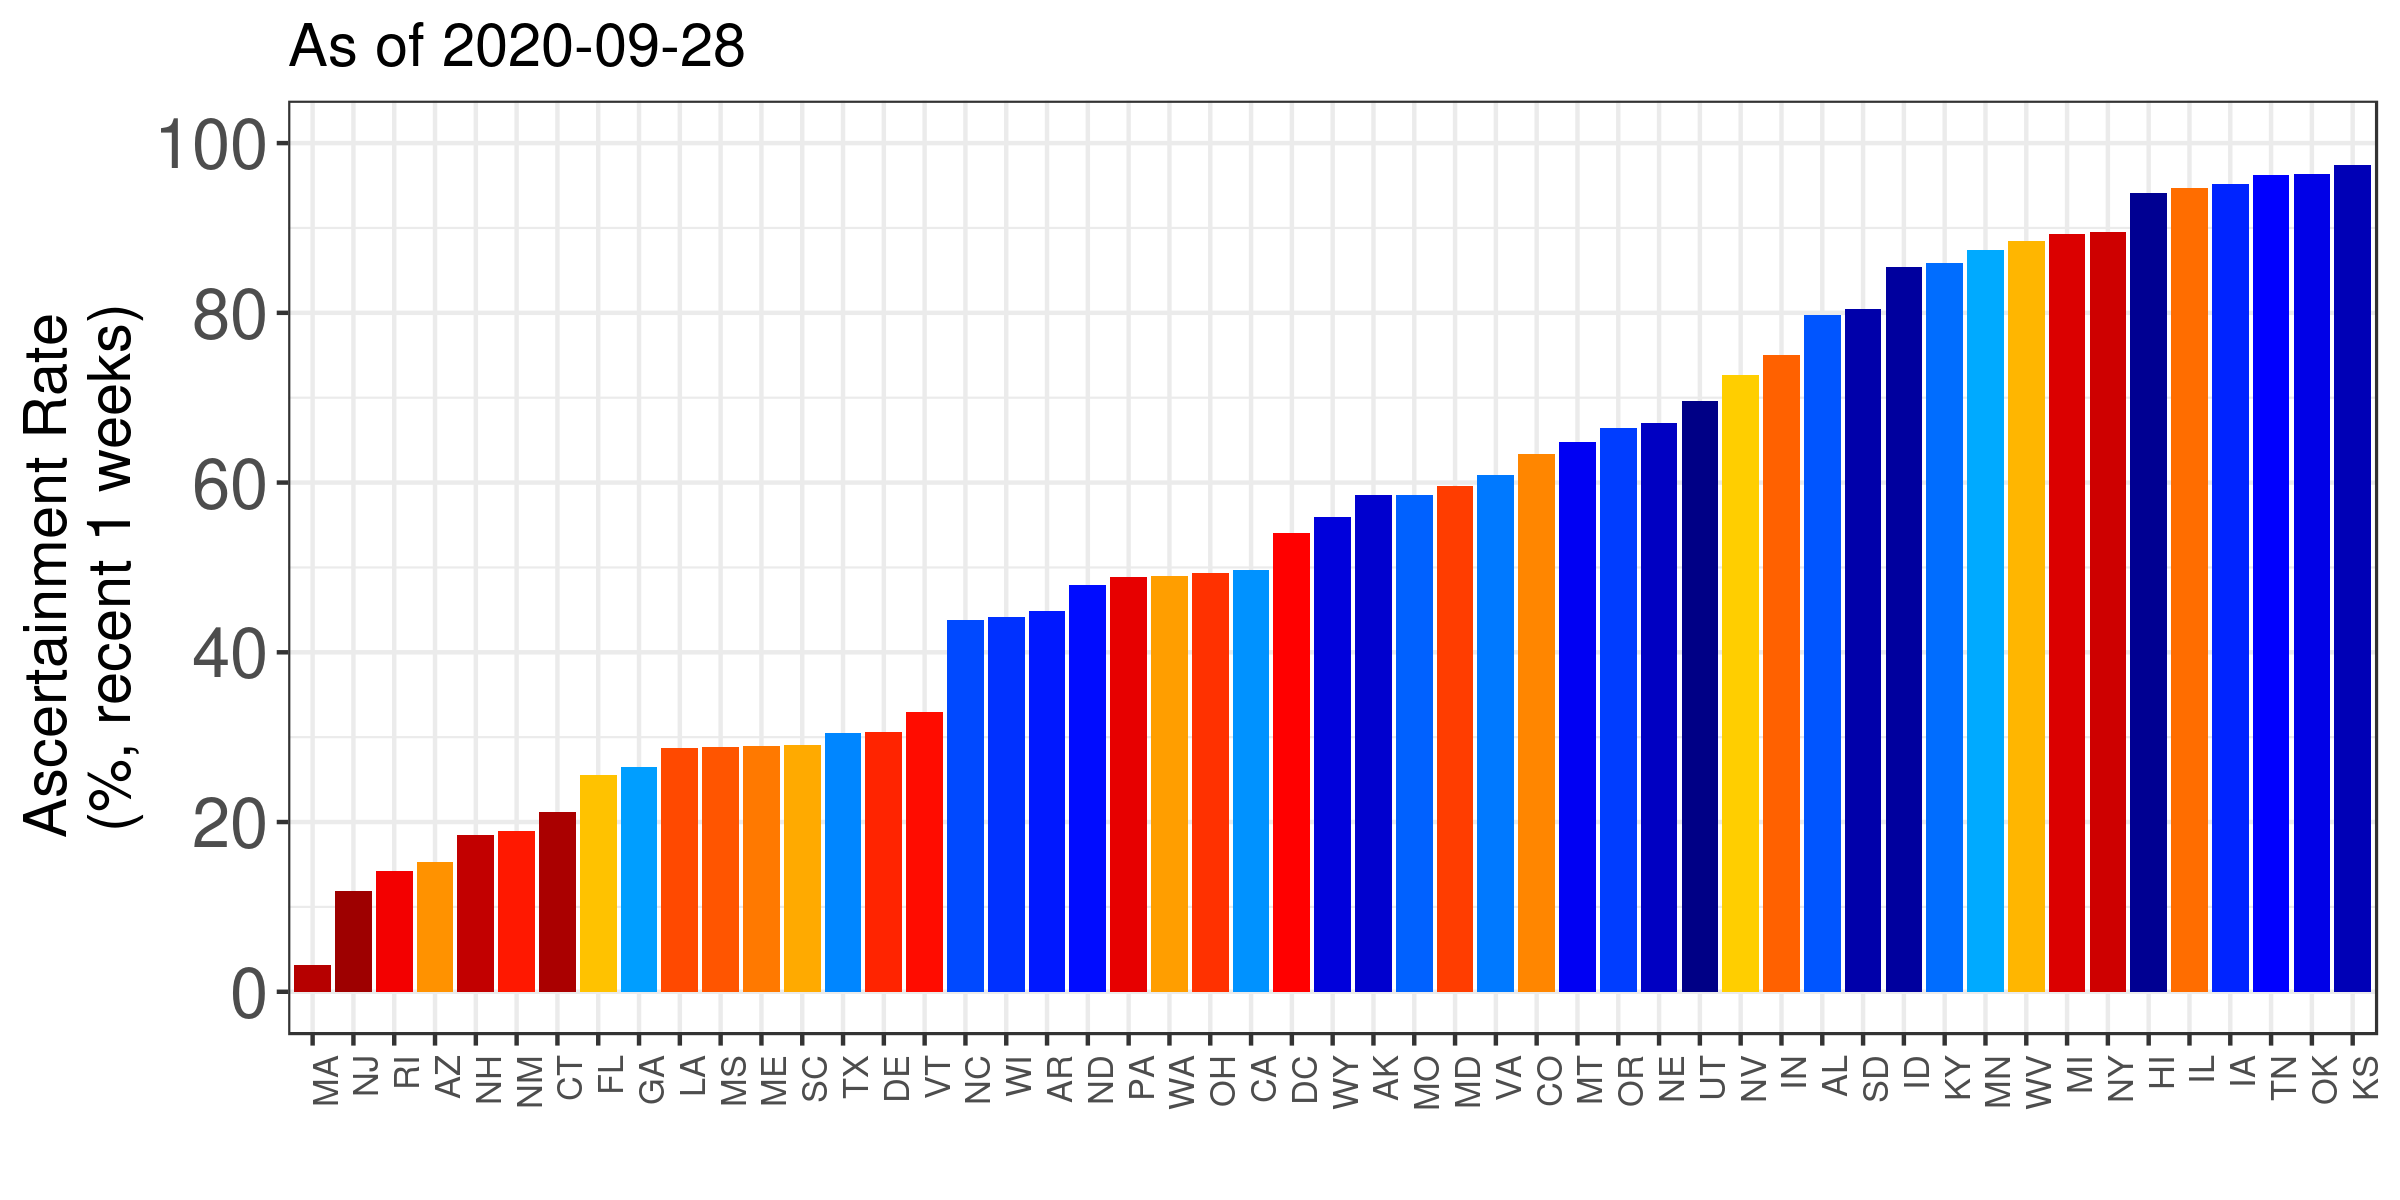 As of 2020-09-28
Ascertainment Rate
(%, recent 1 weeks)
100
80
60
40
20
0
MA NJ RI AZ NH NM CT FL GA LA MS ME SC TX DE VT NC WI AR ND PA WA OH CA DC WY AK MO MD VA CO MT OR NE UT NV IN AL SD ID KY MN WV MI NY HI IL IA TN OK KS